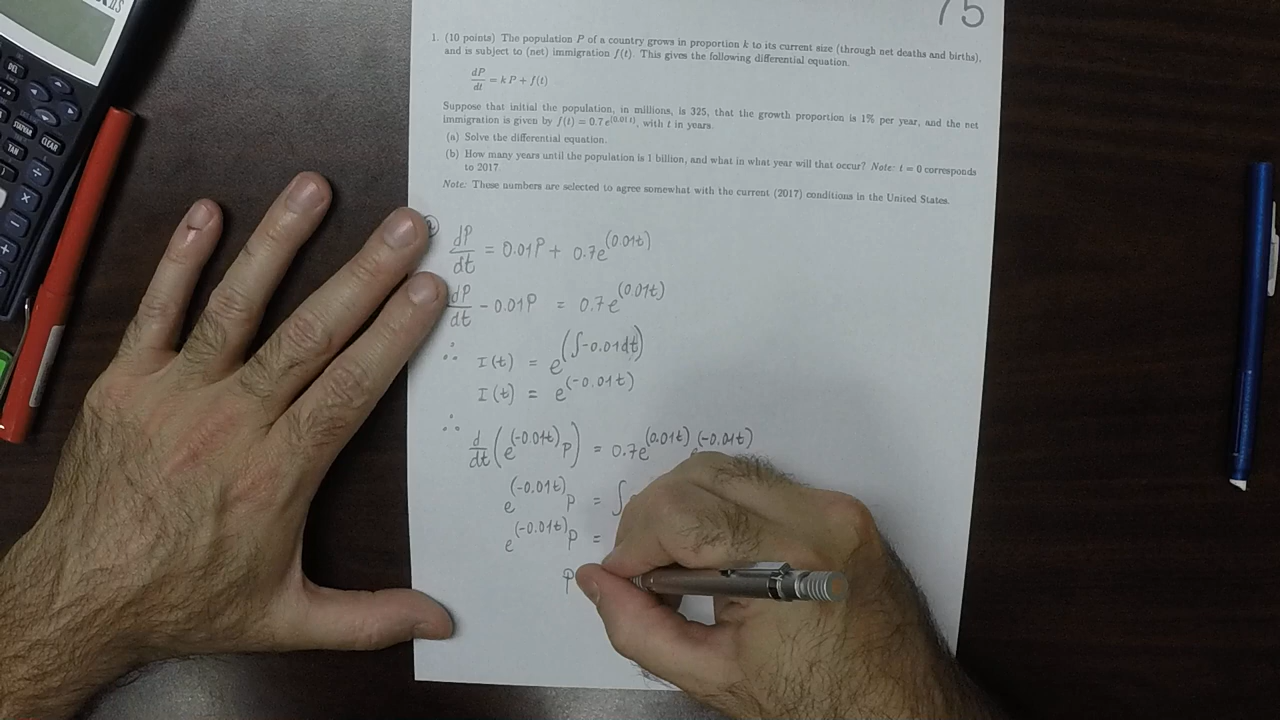 75
1. (10 points) The population P of a country grows in proportion k to its current size (through net deaths and births),
and is subject to (net) immigration f(t). This gives the following differential equation.
dP/dt = k P + f(t)
Suppose that initial the population, in millions, is 325, that the growth proportion is 1% per year, and the net
immigration is given by f(t) = 0.7 e^(0.01 t), with t in years.
(a) Solve the differential equation.
(b) How many years until the population is 1 billion, and what in what year will that occur? Note: t = 0 corresponds
to 2017.
Note: These numbers are selected to agree somewhat with the current (2017) conditions in the United States.
dP/dt = 0.01P + 0.7e^(0.01t)
dP/dt - 0.01P = 0.7e^(0.01t)
∴ I(t) = e^(∫-0.01dt)
I(t) = e^(-0.01t)
∴ d/dt(e^(-0.01t) P) = 0.7e^(0.01t) e^(-0.01t)
e^(-0.01t) P = ∫
e^(-0.01t) P =
P
DEL
STATVAR
CLEAR
TAN
÷
×
−
+